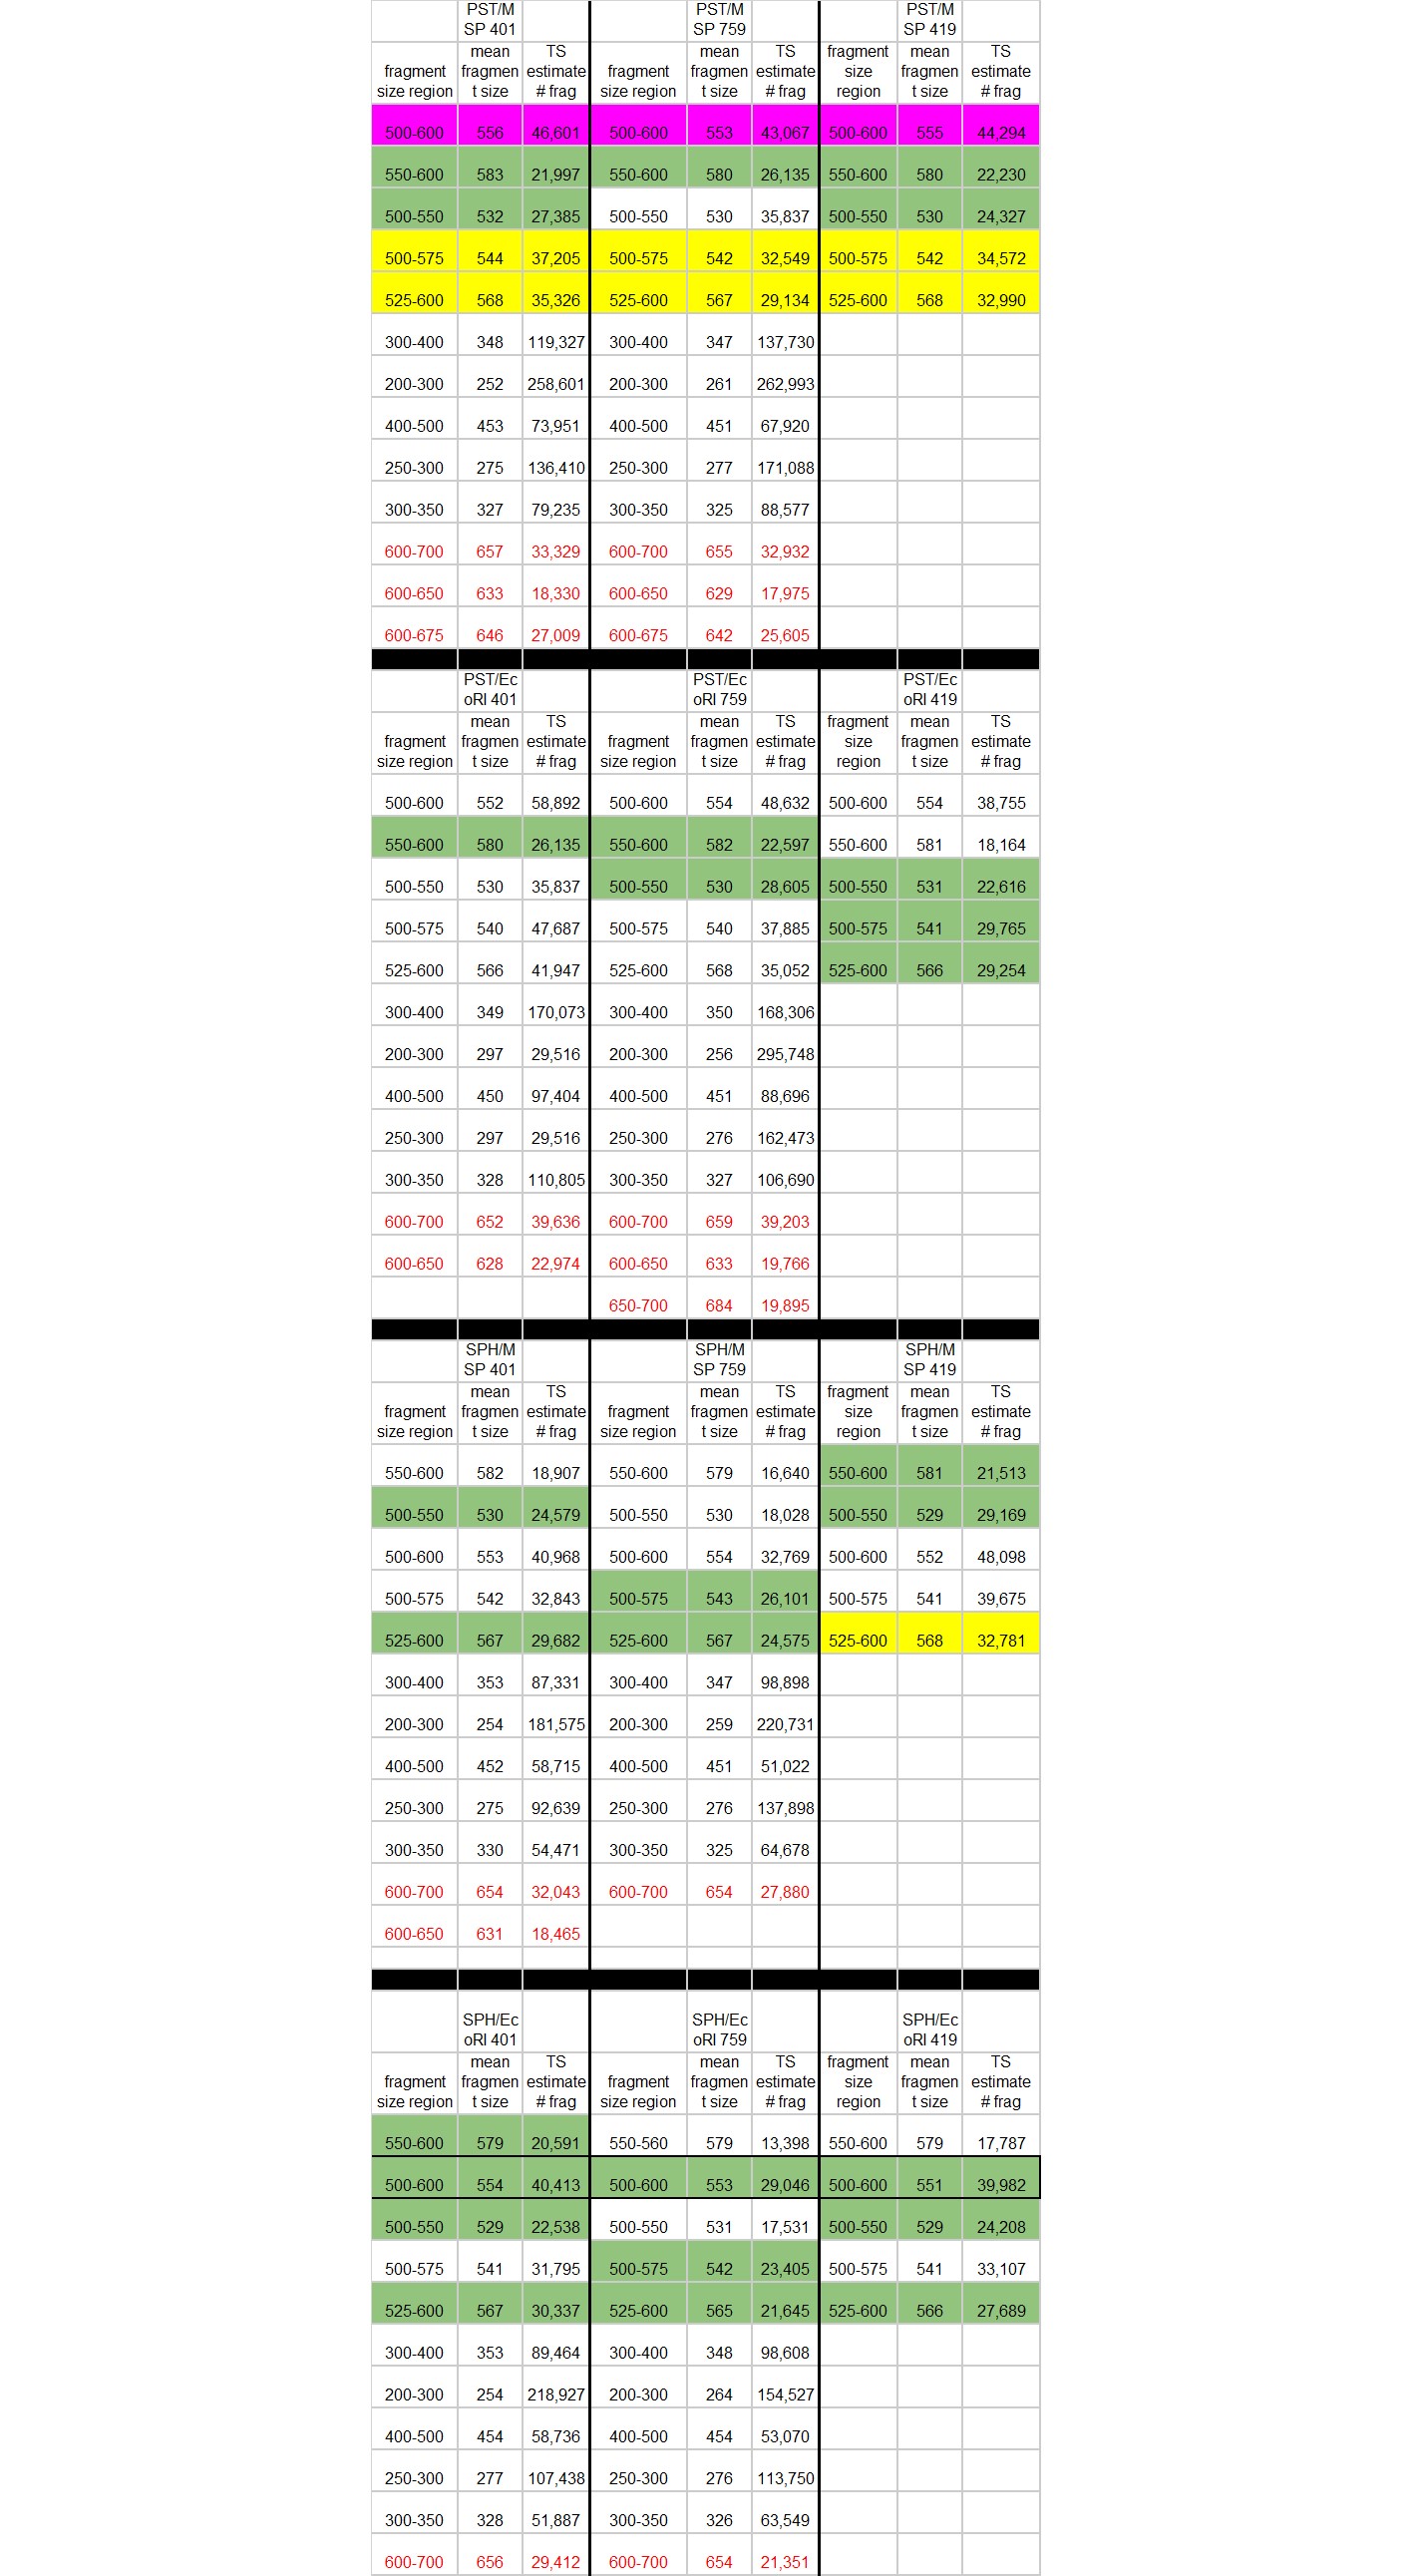 PST/M SP 401 PST/M SP 759 PST/M SP 419
fragment size region mean fragmen t size TS estimate # frag fragment size region mean fragmen t size TS estimate # frag fragment size region mean fragmen t size TS estimate # frag
500-600 556 46,601 500-600 553 43,067 500-600 555 44,294
550-600 583 21,997 550-600 580 26,135 550-600 580 22,230
500-550 532 27,385 500-550 530 35,837 500-550 530 24,327
500-575 544 37,205 500-575 542 32,549 500-575 542 34,572
525-600 568 35,326 525-600 567 29,134 525-600 568 32,990
300-400 348 119,327 300-400 347 137,730
200-300 252 258,601 200-300 261 262,993
400-500 453 73,951 400-500 451 67,920
250-300 275 136,410 250-300 277 171,088
300-350 327 79,235 300-350 325 88,577
600-700 657 33,329 600-700 655 32,932
600-650 633 18,330 600-650 629 17,975
600-675 646 27,009 600-675 642 25,605
PST/Ec oRI 401 PST/Ec oRI 759 PST/Ec oRI 419
fragment size region mean fragmen t size TS estimate # frag fragment size region mean fragmen t size TS estimate # frag fragment size region mean fragmen t size TS estimate # frag
500-600 552 58,892 500-600 554 48,632 500-600 554 38,755
550-600 580 26,135 550-600 582 22,597 550-600 581 18,164
500-550 530 35,837 500-550 530 28,605 500-550 531 22,616
500-575 540 47,687 500-575 540 37,885 500-575 541 29,765
525-600 566 41,947 525-600 568 35,052 525-600 566 29,254
300-400 349 170,073 300-400 350 168,306
200-300 297 29,516 200-300 256 295,748
400-500 450 97,404 400-500 451 88,696
250-300 297 29,516 250-300 276 162,473
300-350 328 110,805 300-350 327 106,690
600-700 652 39,636 600-700 659 39,203
600-650 628 22,974 600-650 633 19,766
650-700 684 19,895
SPH/M SP 401 SPH/M SP 759 SPH/M SP 419
fragment size region mean fragmen t size TS estimate # frag fragment size region mean fragmen t size TS estimate # frag fragment size region mean fragmen t size TS estimate # frag
550-600 582 18,907 550-600 579 16,640 550-600 581 21,513
500-550 530 24,579 500-550 530 18,028 500-550 529 29,169
500-600 553 40,968 500-600 554 32,769 500-600 552 48,098
500-575 542 32,843 500-575 543 26,101 500-575 541 39,675
525-600 567 29,682 525-600 567 24,575 525-600 568 32,781
300-400 353 87,331 300-400 347 98,898
200-300 254 181,575 200-300 259 220,731
400-500 452 58,715 400-500 451 51,022
250-300 275 92,639 250-300 276 137,898
300-350 330 54,471 300-350 325 64,678
600-700 654 32,043 600-700 654 27,880
600-650 631 18,465
SPH/Ec oRI 401 SPH/Ec oRI 759 SPH/Ec oRI 419
fragment size region mean fragmen t size TS estimate # frag fragment size region mean fragmen t size TS estimate # frag fragment size region mean fragmen t size TS estimate # frag
550-600 579 20,591 550-560 579 13,398 550-600 579 17,787
500-600 554 40,413 500-600 553 29,046 500-600 551 39,982
500-550 529 22,538 500-550 531 17,531 500-550 529 24,208
500-575 541 31,795 500-575 542 23,405 500-575 541 33,107
525-600 567 30,337 525-600 565 21,645 525-600 566 27,689
300-400 353 89,464 300-400 348 98,608
200-300 254 218,927 200-300 264 154,527
400-500 454 58,736 400-500 454 53,070
250-300 277 107,438 250-300 276 113,750
300-350 328 51,887 300-350 326 63,549
600-700 656 29,412 600-700 654 21,351